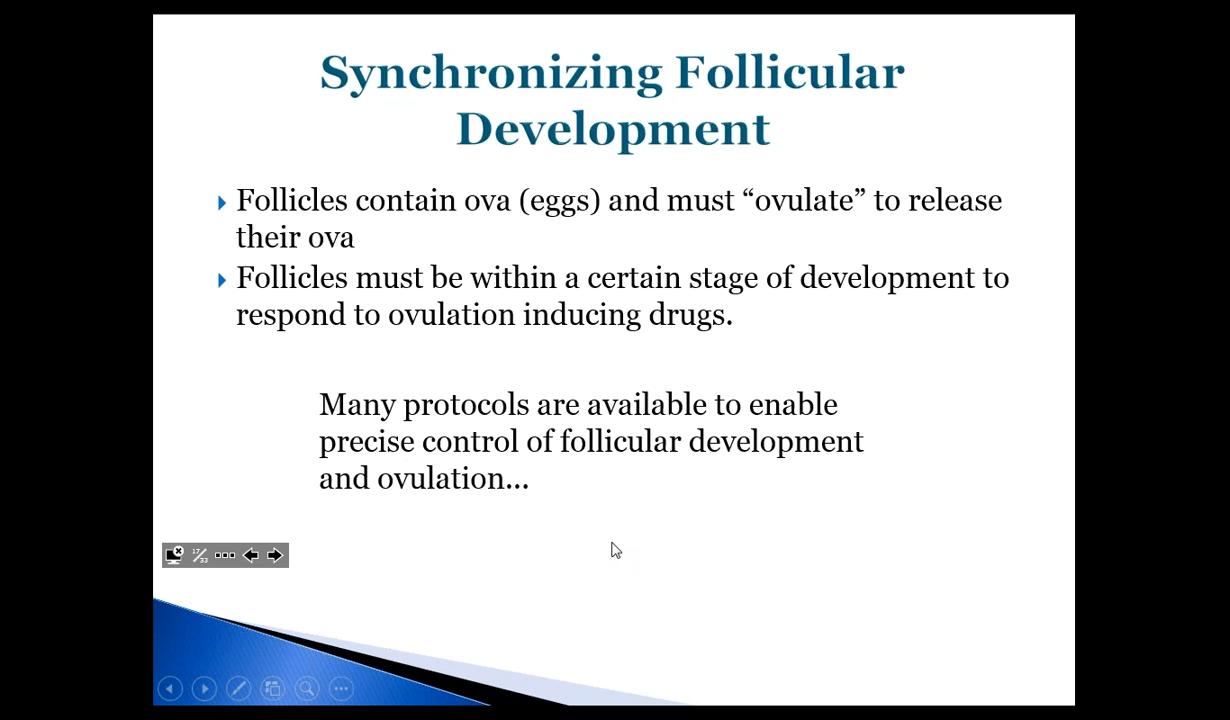 Synchronizing Follicular
Development
Follicles contain ova (eggs) and must “ovulate” to release
their ova
Follicles must be within a certain stage of development to
respond to ovulation inducing drugs.
Many protocols are available to enable
precise control of follicular development
and ovulation…
17/33